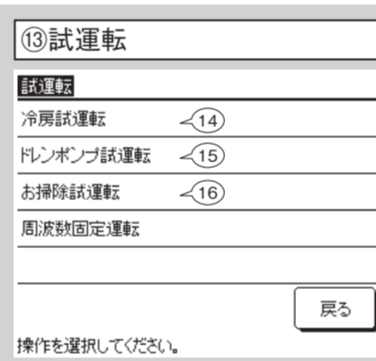 ⑬試運転
試運転
冷房試運転 ⑭
ドレンポンプ試運転 ⑮
お掃除試運転 ⑯
周波数固定運転
戻る
操作を選択してください。